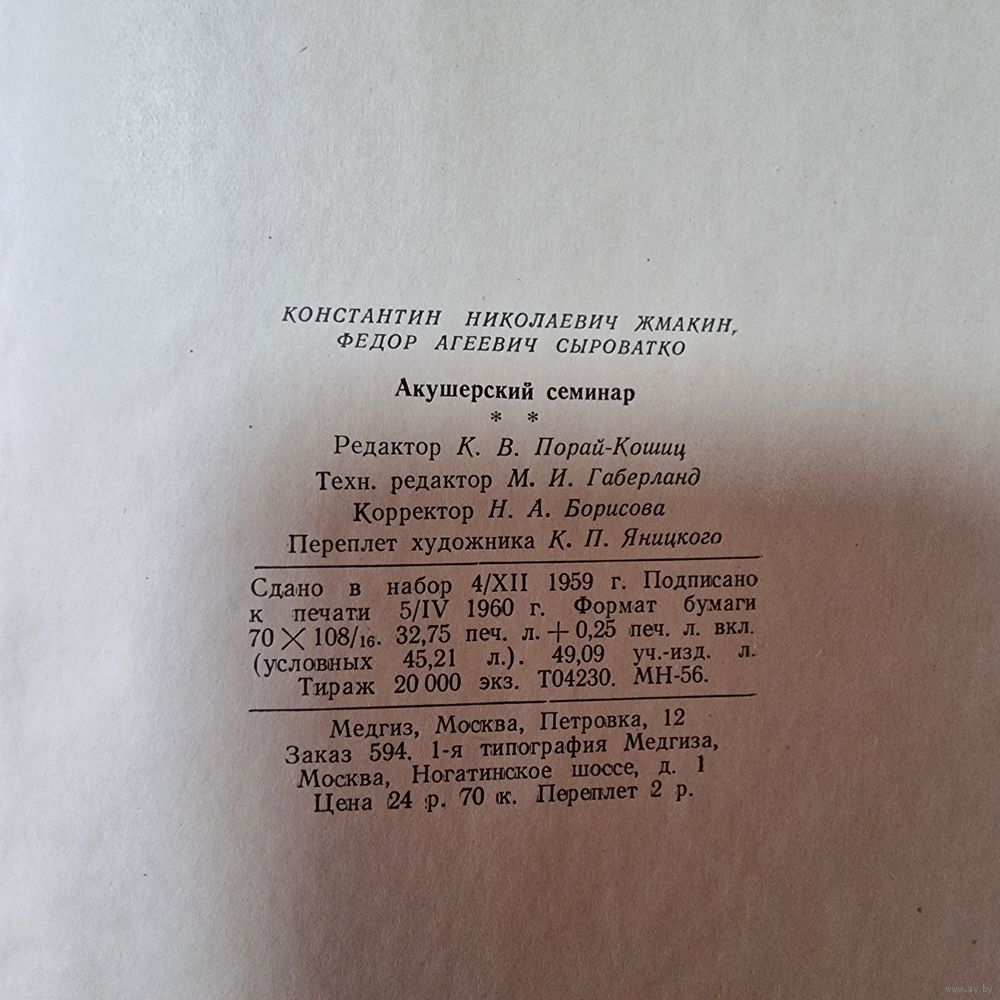 КОНСТАНТИН НИКОЛАЕВИЧ ЖМАКИН,
ФЕДОР АГЕЕВИЧ СЫРОВАТКО
Акушерский семинар
* *
Редактор К. В. Порай-Кошиц
Техн. редактор М. И. Габерланд
Корректор Н. А. Борисова
Переплет художника К. П. Яницкого
Сдано в набор 4/XII 1959 г. Подписано
к печати 5/IV 1960 г. Формат бумаги
70 × 108/16. 32,75 печ. л. + 0,25 печ. л. вкл.
(условных 45,21 л.). 49,09 уч.-изд. л.
Тираж 20 000 экз. Т04230. МН-56.
Медгиз, Москва, Петровка, 12
Заказ 594. 1-я типография Медгиза,
Москва, Ногатинское шоссе, д. 1
Цена 24 р. 70 к. Переплет 2 р.
www.ay.by